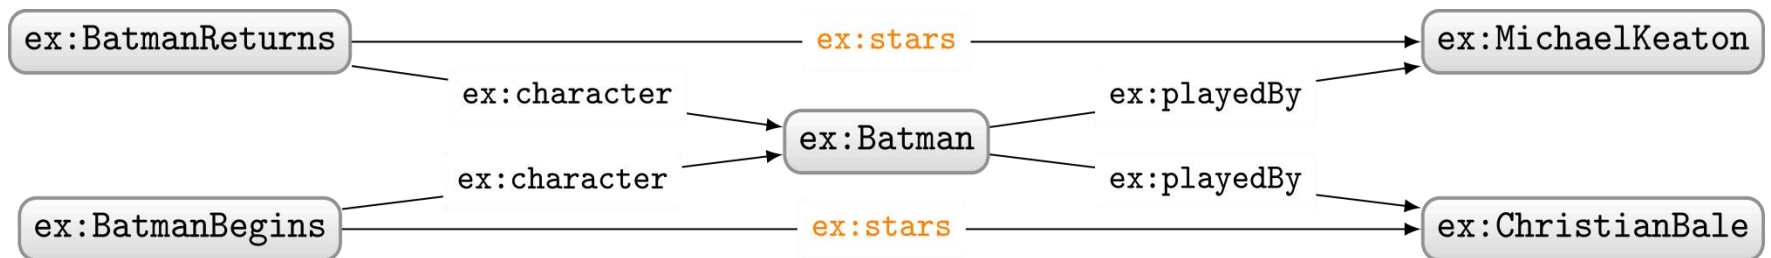 ex:BatmanReturns ex:stars ex:MichaelKeaton
ex:character ex:playedBy
ex:Batman
ex:character ex:playedBy
ex:BatmanBegins ex:stars ex:ChristianBale